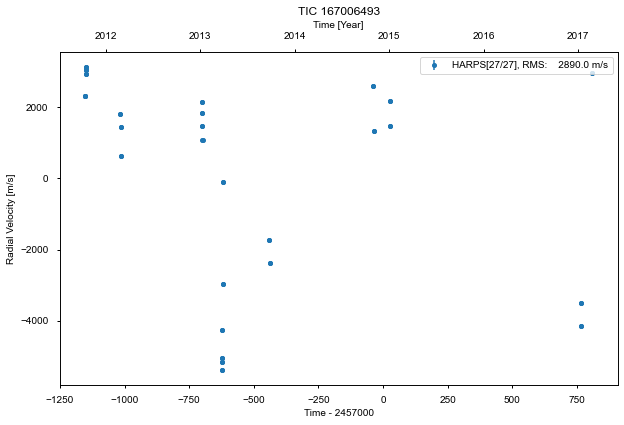 TIC 167006493
Time [Year]
2012 2013 2014 2015 2016 2017
HARPS[27/27], RMS: 2890.0 m/s
Radial Velocity [m/s]
2000
0
−2000
−4000
−1250 −1000 −750 −500 −250 0 250 500 750
Time - 2457000